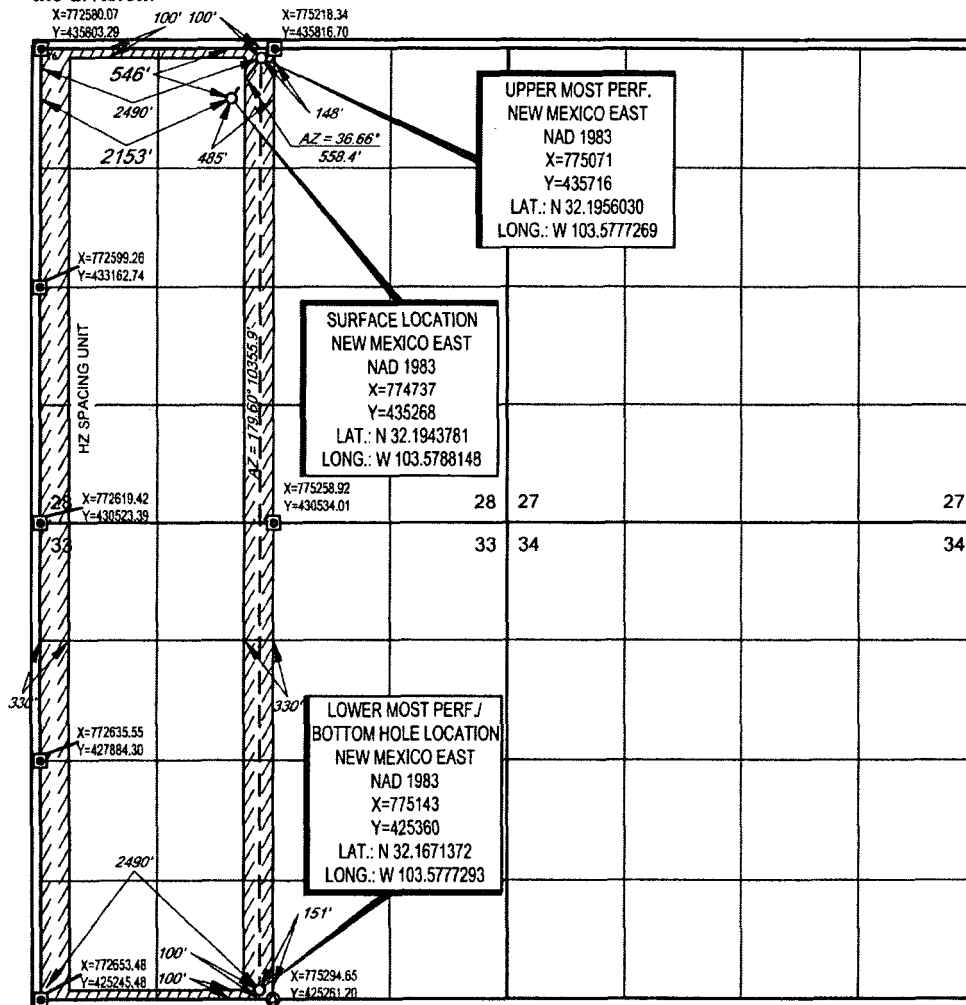 X=772580.07
Y=435803.29
100' 100'
X=775218.34
Y=435816.70
546'
2490'
2153'
485'
148'
AZ = 36.66°
558.4'
UPPER MOST PERF.
NEW MEXICO EAST
NAD 1983
X=775071
Y=435716
LAT.: N 32.1956030
LONG.: W 103.5777269
X=772599.26
Y=433162.74
HZ SPACING UNIT
AZ = 179.60° 10355.9'
SURFACE LOCATION
NEW MEXICO EAST
NAD 1983
X=774737
Y=435268
LAT.: N 32.1943781
LONG.: W 103.5788148
28
X=772619.42
Y=430523.39
33
X=775258.92
Y=430534.01
28 27
33 34
27
34
330'
330'
X=772635.55
Y=427884.30
LOWER MOST PERF./
BOTTOM HOLE LOCATION
NEW MEXICO EAST
NAD 1983
X=775143
Y=425360
LAT.: N 32.1671372
LONG.: W 103.5777293
2490'
151'
100'
100'
X=772653.48
Y=425245.48
X=775294.65
Y=425261.20